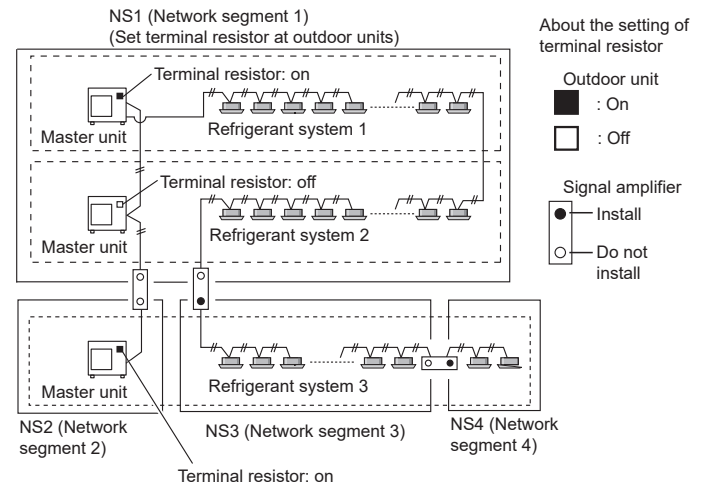 NS1 (Network segment 1)
(Set terminal resistor at outdoor units)
Terminal resistor: on
Master unit
Refrigerant system 1
Terminal resistor: off
Master unit
Refrigerant system 2
Master unit
Refrigerant system 3
NS2 (Network
segment 2)
NS3 (Network segment 3)
NS4 (Network
segment 4)
Terminal resistor: on
About the setting of
terminal resistor
Outdoor unit
: On
: Off
Signal amplifier
Install
Do not
install